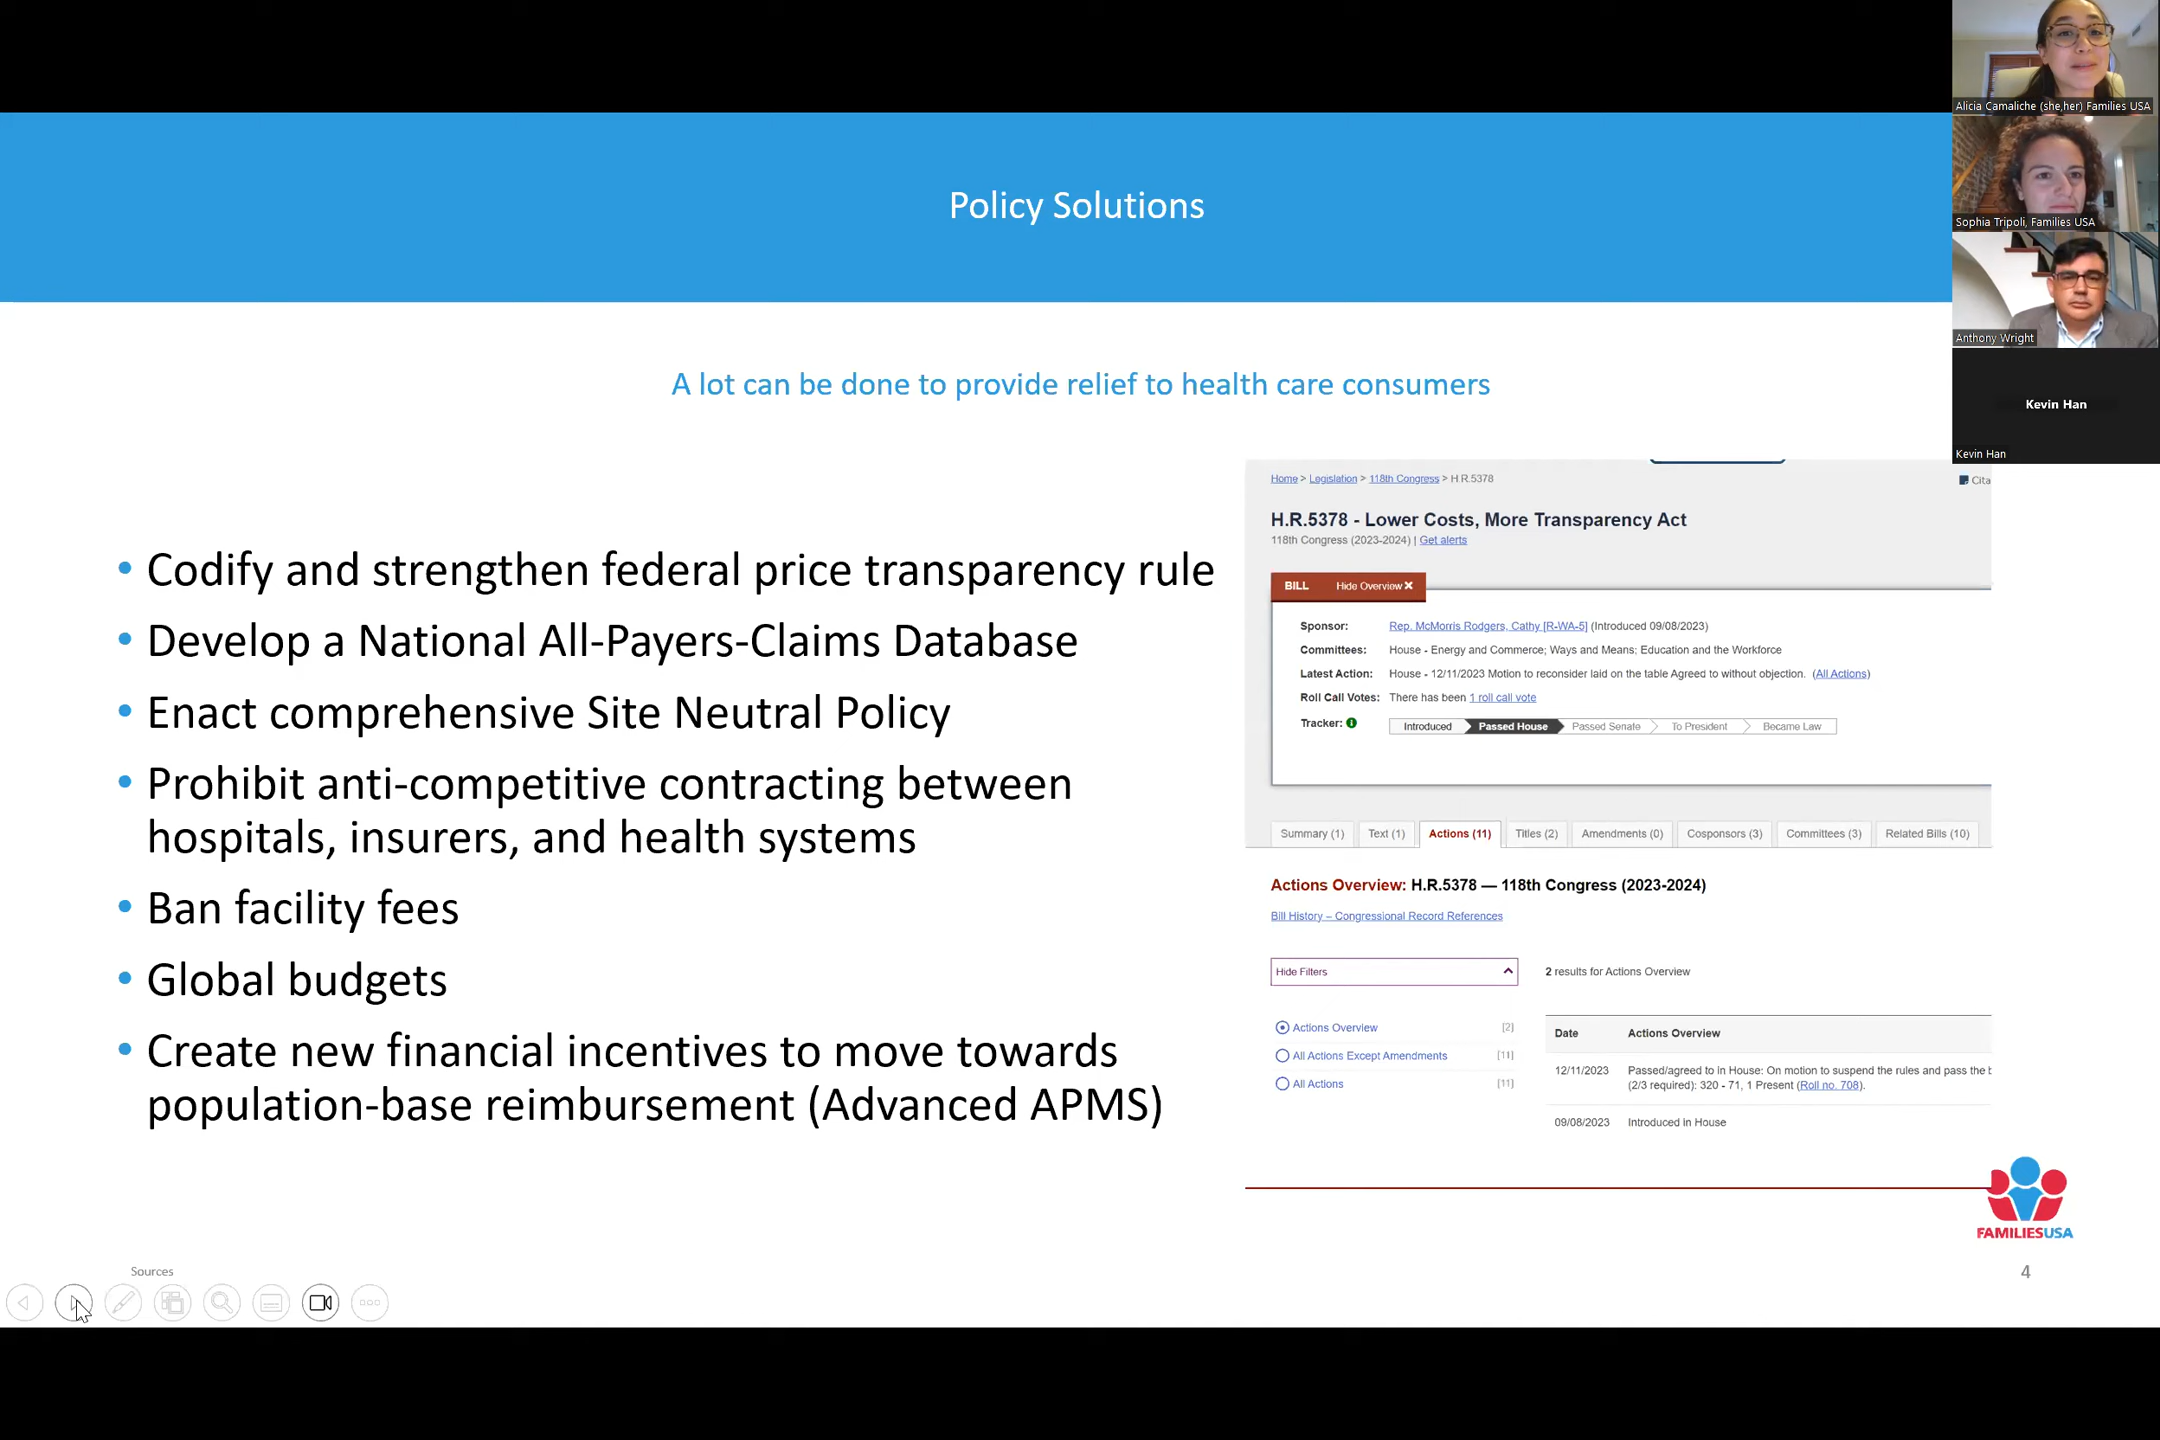 Policy Solutions
A lot can be done to provide relief to health care consumers
• Codify and strengthen federal price transparency rule
• Develop a National All-Payers-Claims Database
• Enact comprehensive Site Neutral Policy
• Prohibit anti-competitive contracting between
hospitals, insurers, and health systems
• Ban facility fees
• Global budgets
• Create new financial incentives to move towards
population-base reimbursement (Advanced APMS)
Home > Legislation > 118th Congress > H.R.5378
Cita
H.R.5378 - Lower Costs, More Transparency Act
118th Congress (2023-2024) | Get alerts
BILL Hide Overview ×
Sponsor: Rep. McMorris Rodgers, Cathy [R-WA-5] (Introduced 09/08/2023)
Committees: House - Energy and Commerce; Ways and Means; Education and the Workforce
Latest Action: House - 12/11/2023 Motion to reconsider laid on the table Agreed to without objection. (All Actions)
Roll Call Votes: There has been 1 roll call vote
Tracker: Introduced Passed House Passed Senate To President Became Law
Summary (1) Text (1) Actions (11) Titles (2) Amendments (0) Cosponsors (3) Committees (3) Related Bills (10)
Actions Overview: H.R.5378 — 118th Congress (2023-2024)
Bill History – Congressional Record References
Hide Filters
2 results for Actions Overview
Actions Overview [2]
All Actions Except Amendments [11]
All Actions [11]
Date Actions Overview
12/11/2023 Passed/agreed to in House: On motion to suspend the rules and pass the b
(2/3 required): 320 - 71, 1 Present (Roll no. 708).
09/08/2023 Introduced in House
FAMILIESUSA
4
Sources
Alicia Camaliche (she,her) Families USA
Sophia Tripoli, Families USA
Anthony Wright
Kevin Han
Kevin Han